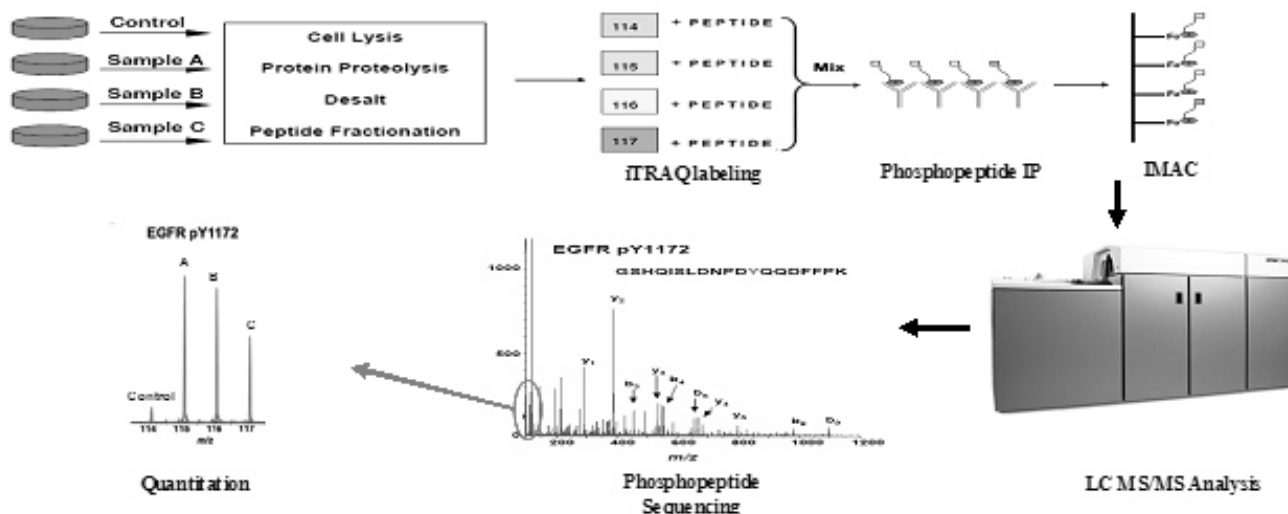 Control
Sample A
Sample B
Sample C
Cell Lysis
Protein Proteolysis
Desalt
Peptide Fractionation
114 + PEPTIDE
115 + PEPTIDE
116 + PEPTIDE
117 + PEPTIDE
iTRAQ labeling
Mix
Phosphopeptide IP
IMAC
EGFR pY1172
A
B
C
Control
114 115 116 117
m/z
Quantitation
EGFR pY1172
1000
500
0
200 400 600 800 1000 1200
m/z
Phosphopeptide
Sequencing
LC MS/MS Analysis